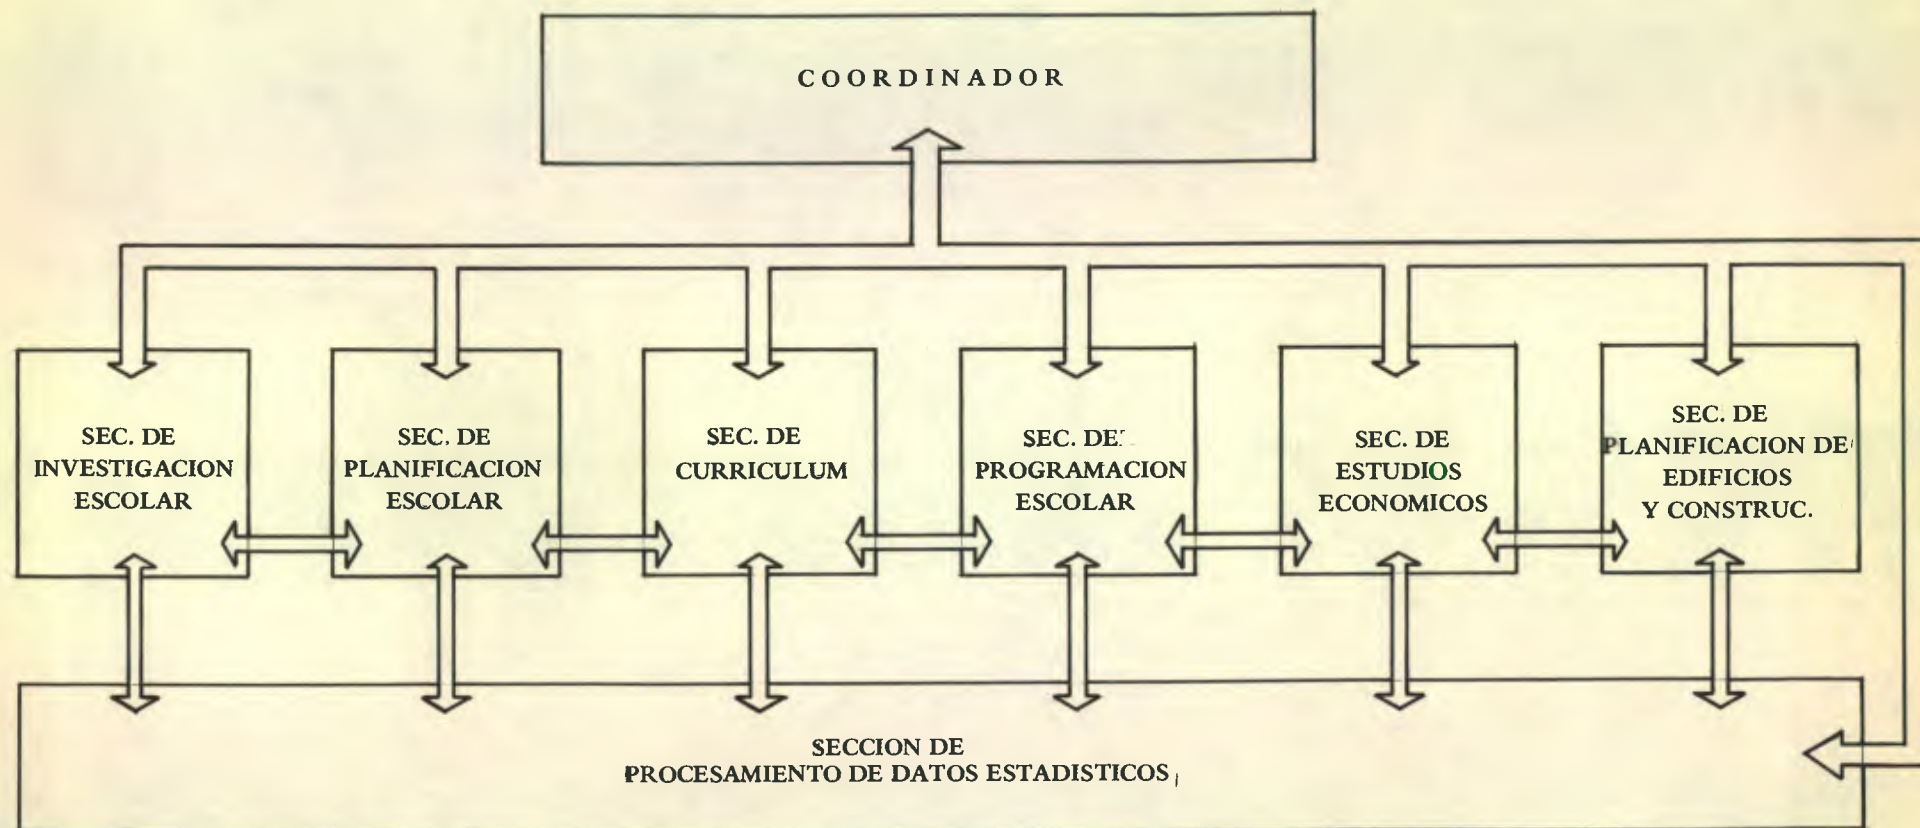 COORDINADOR
SEC. DE
INVESTIGACION
ESCOLAR
SEC. DE
PLANIFICACION
ESCOLAR
SEC. DE
CURRICULUM
SEC. DE
PROGRAMACION
ESCOLAR
SEC. DE
ESTUDIOS
ECONOMICOS
SEC. DE
PLANIFICACION DE
EDIFICIOS
Y CONSTRUC.
SECCION DE
PROCESAMIENTO DE DATOS ESTADISTICOS